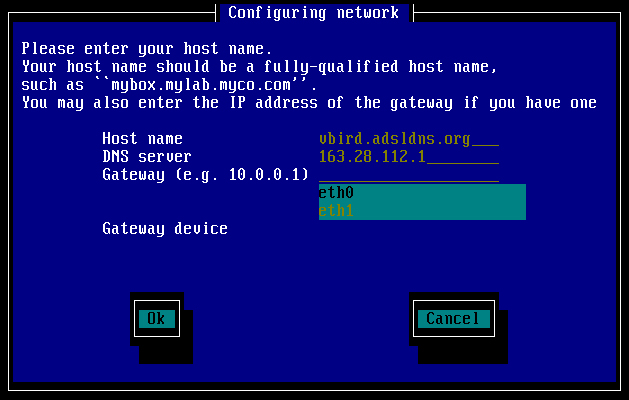 Configuring network
Please enter your host name.
Your host name should be a fully-qualified host name,
such as ``mybox.mylab.myco.com''.
You may also enter the IP address of the gateway if you have one
Host name vbird.adsldns.org___
DNS server 163.28.112.1________
Gateway (e.g. 10.0.0.1) ____________________
eth0
eth1
Gateway device
Ok Cancel